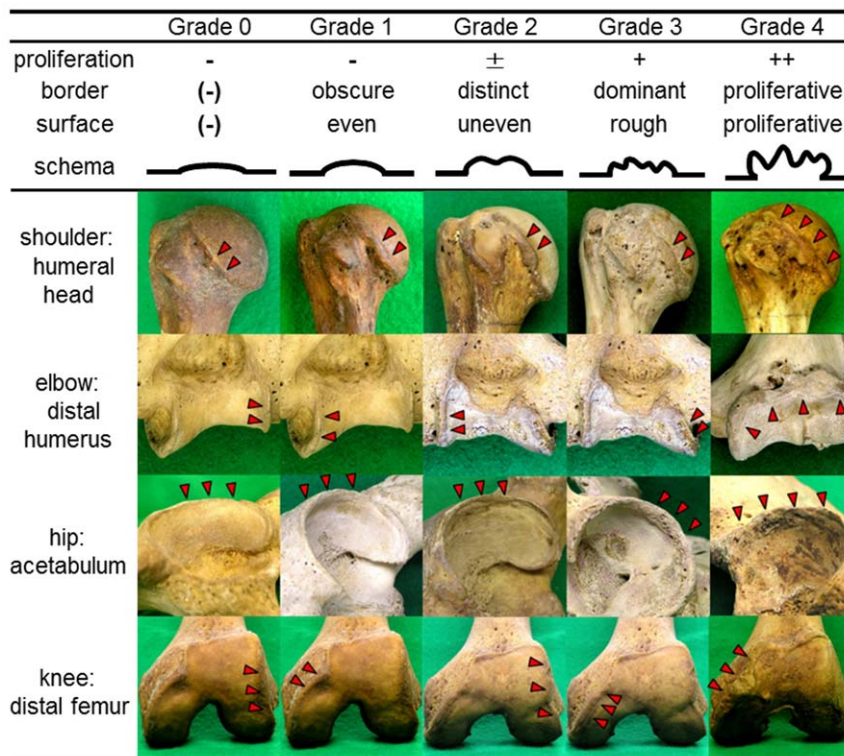 Grade 0 Grade 1 Grade 2 Grade 3 Grade 4
proliferation - - ± + ++
border (-) obscure distinct dominant proliferative
surface (-) even uneven rough proliferative
schema
shoulder:
humeral
head
elbow:
distal
humerus
hip:
acetabulum
knee:
distal femur